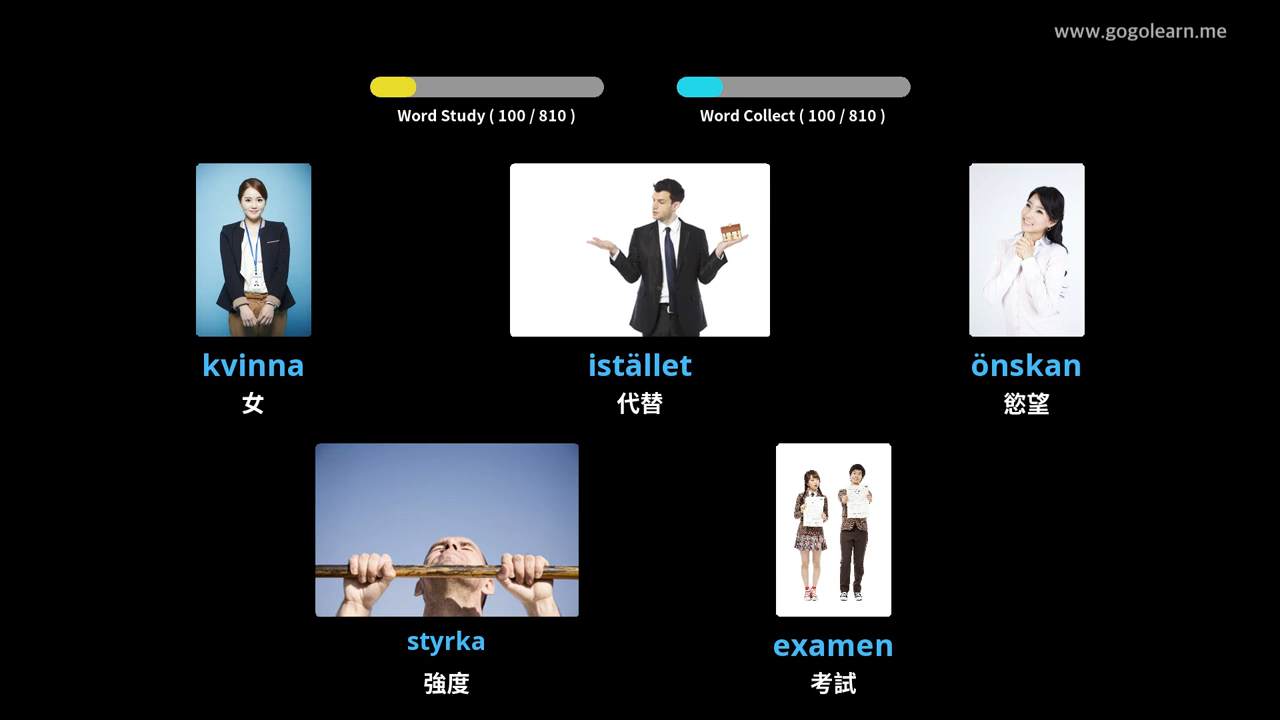 www.gogolearn.me
Word Study ( 100 / 810 )
Word Collect ( 100 / 810 )
kvinna
女
istället
代替
önskan
慾望
styrka
強度
examen
考試